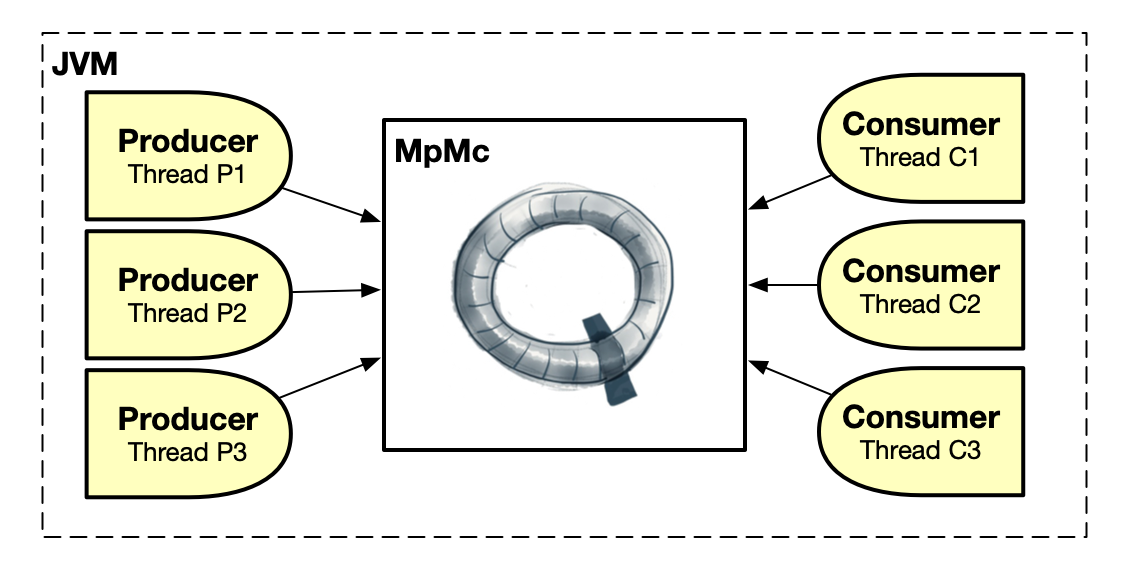 JVM
Producer
Thread P1
Producer
Thread P2
Producer
Thread P3
MpMc
Consumer
Thread C1
Consumer
Thread C2
Consumer
Thread C3